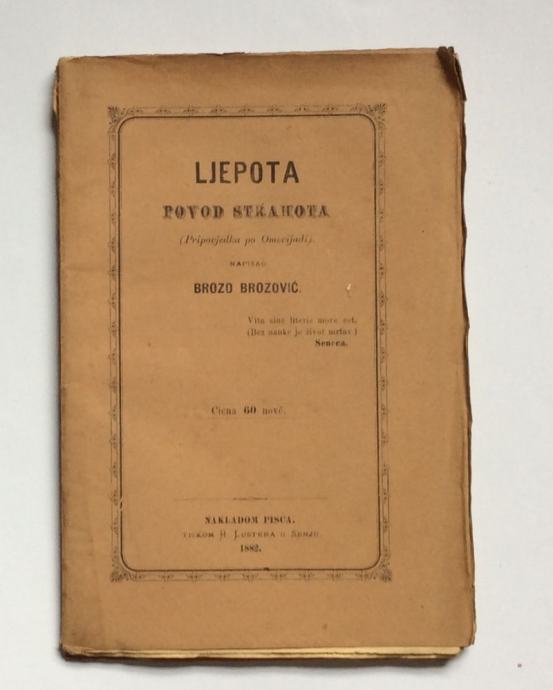 LJEPOTA
POVOD STRAHOTA
(Pripovjedka po Omerijadi).
NAPISAO
BROZO BROZOVIĆ.
Vita sine literis mors est.
(Bez nauke je život mrtav.)
Seneca.
Ciena 60 novč.
NAKLADOM PISCA.
TISKOM H. LUSTERA U SENJU.
1882.